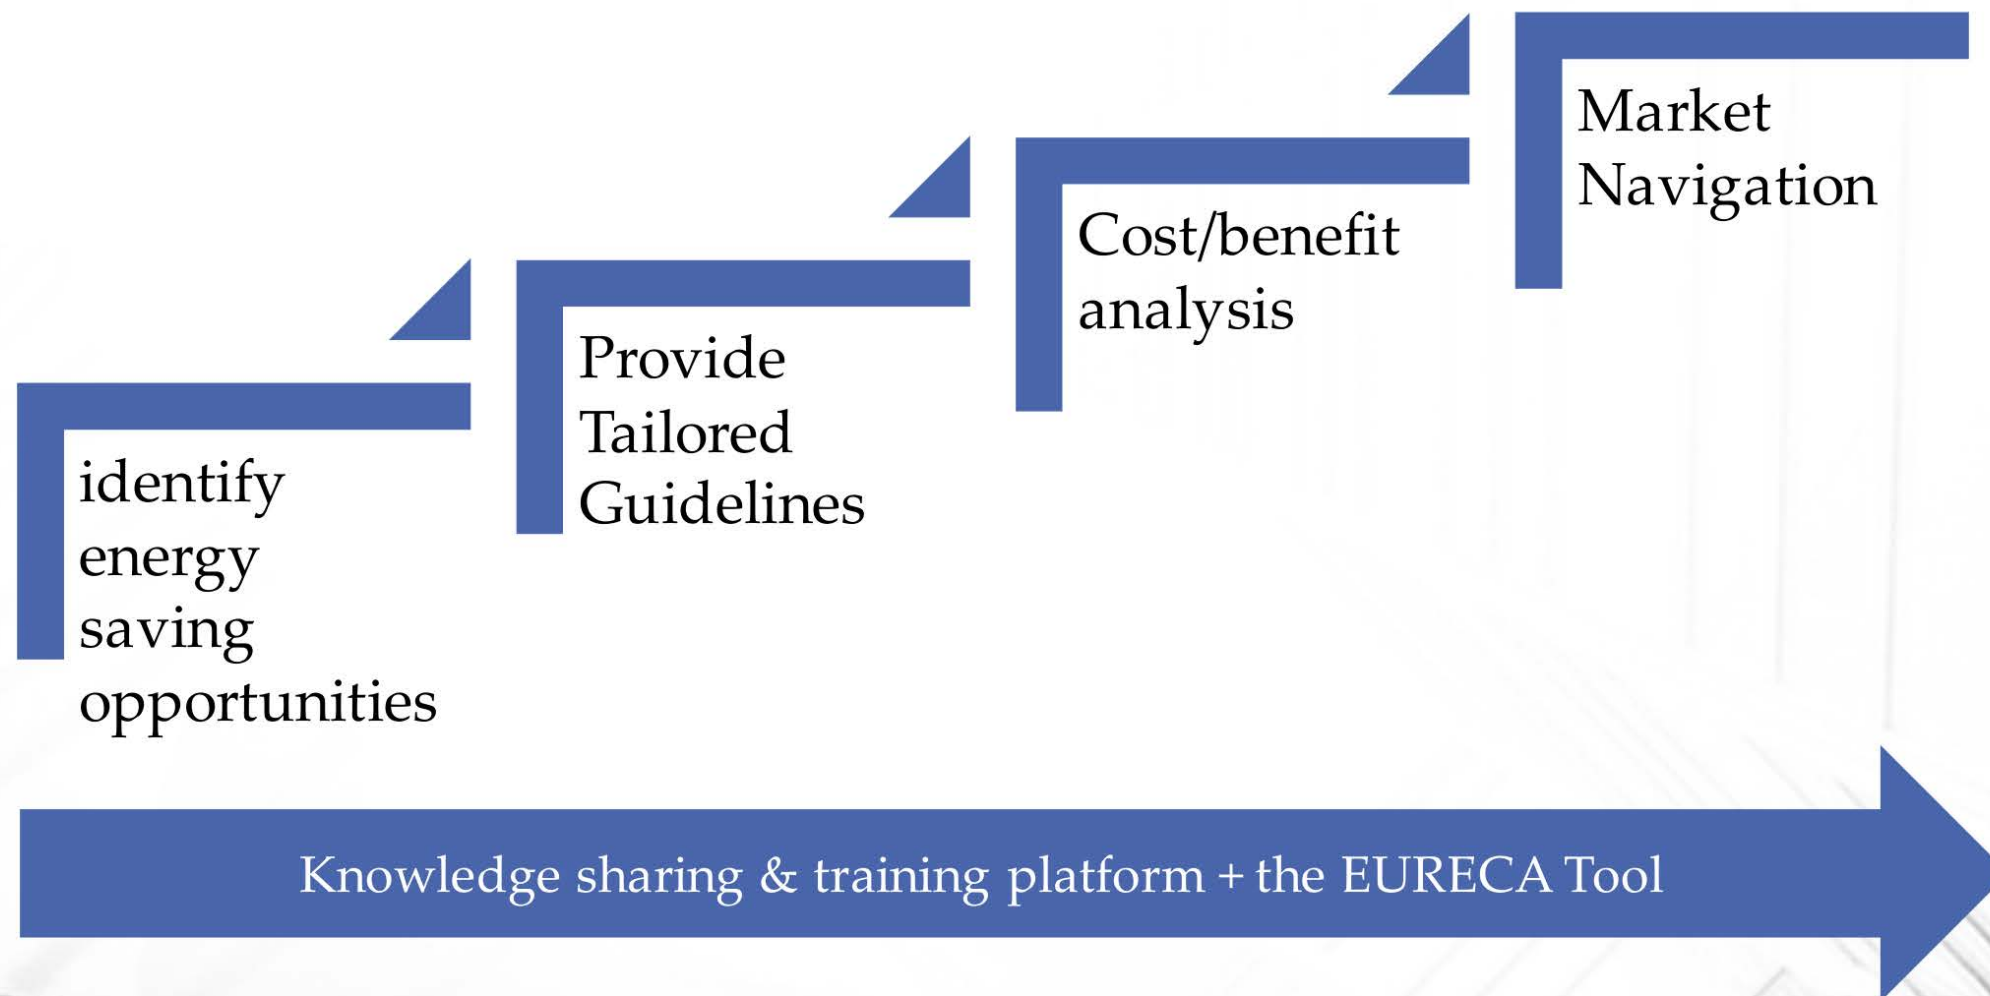 identify
energy
saving
opportunities
Provide
Tailored
Guidelines
Cost/benefit
analysis
Market
Navigation
Knowledge sharing & training platform + the EURECA Tool